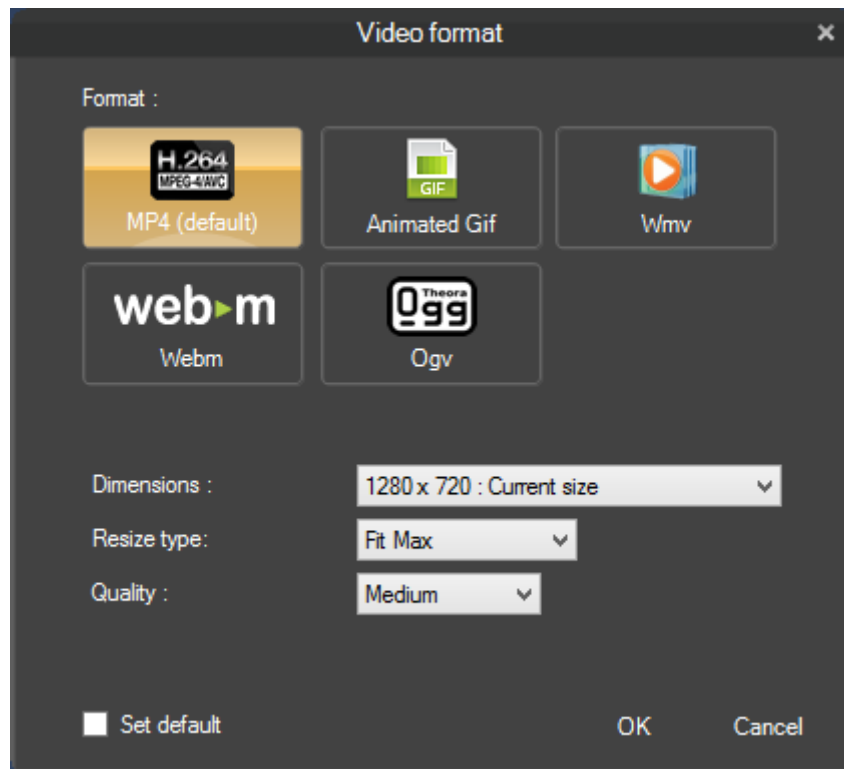 Video format
Format :
H.264
MPEG-4/AVC
MP4 (default)
GIF
Animated Gif
Wmv
web m
Webm
Theora
Ogg
Ogv
Dimensions :
1280 x 720 : Current size
Resize type:
Fit Max
Quality :
Medium
Set default
OK
Cancel